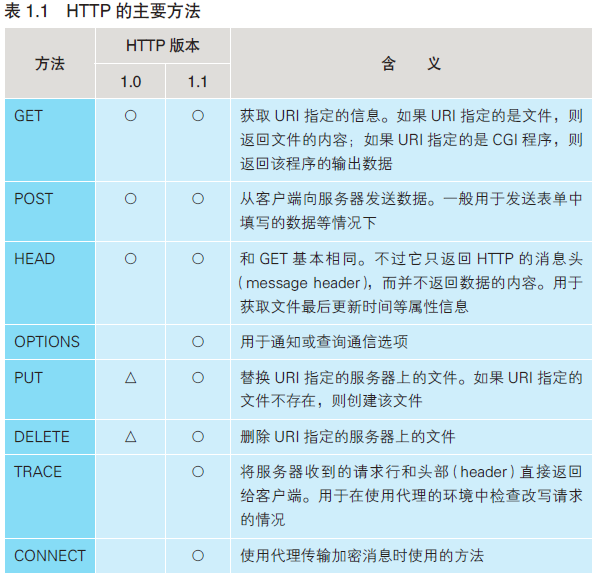 表 1.1 HTTP 的主要方法
方法 HTTP 版本 含 义
1.0 1.1
GET ○ ○ 获取 URI 指定的信息。如果 URI 指定的是文件，则
返回文件的内容；如果 URI 指定的是 CGI 程序，则
返回该程序的输出数据
POST ○ ○ 从客户端向服务器发送数据。一般用于发送表单中
填写的数据等情况下
HEAD ○ ○ 和 GET 基本相同。不过它只返回 HTTP 的消息头
（message header），而并不返回数据的内容。用于
获取文件最后更新时间等属性信息
OPTIONS ○ 用于通知或查询通信选项
PUT △ ○ 替换 URI 指定的服务器上的文件。如果 URI 指定的
文件不存在，则创建该文件
DELETE △ ○ 删除 URI 指定的服务器上的文件
TRACE ○ 将服务器收到的请求行和头部（header）直接返回
给客户端。用于在使用代理的环境中检查改写请求
的情况
CONNECT ○ 使用代理传输加密消息时使用的方法